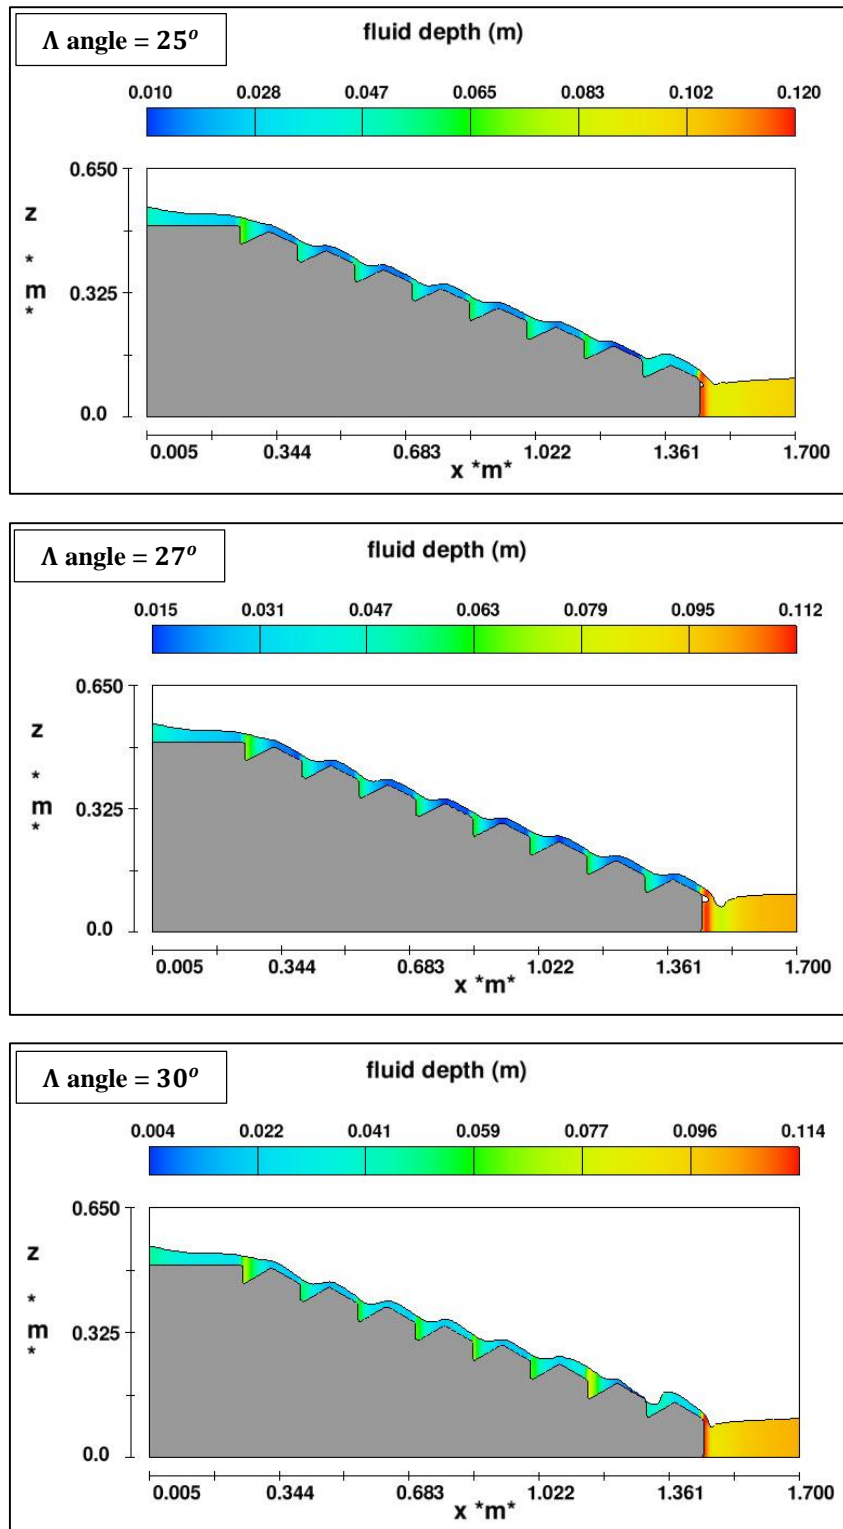 Λ angle = 25°
fluid depth (m)
0.010 0.028 0.047 0.065 0.083 0.102 0.120
0.650
z
*
m
*
0.325
0.0
0.005 0.344 0.683 1.022 1.361 1.700
x *m*
Λ angle = 27°
fluid depth (m)
0.015 0.031 0.047 0.063 0.079 0.095 0.112
0.650
z
*
m
*
0.325
0.0
0.005 0.344 0.683 1.022 1.361 1.700
x *m*
Λ angle = 30°
fluid depth (m)
0.004 0.022 0.041 0.059 0.077 0.096 0.114
0.650
z
*
m
*
0.325
0.0
0.005 0.344 0.683 1.022 1.361 1.700
x *m*